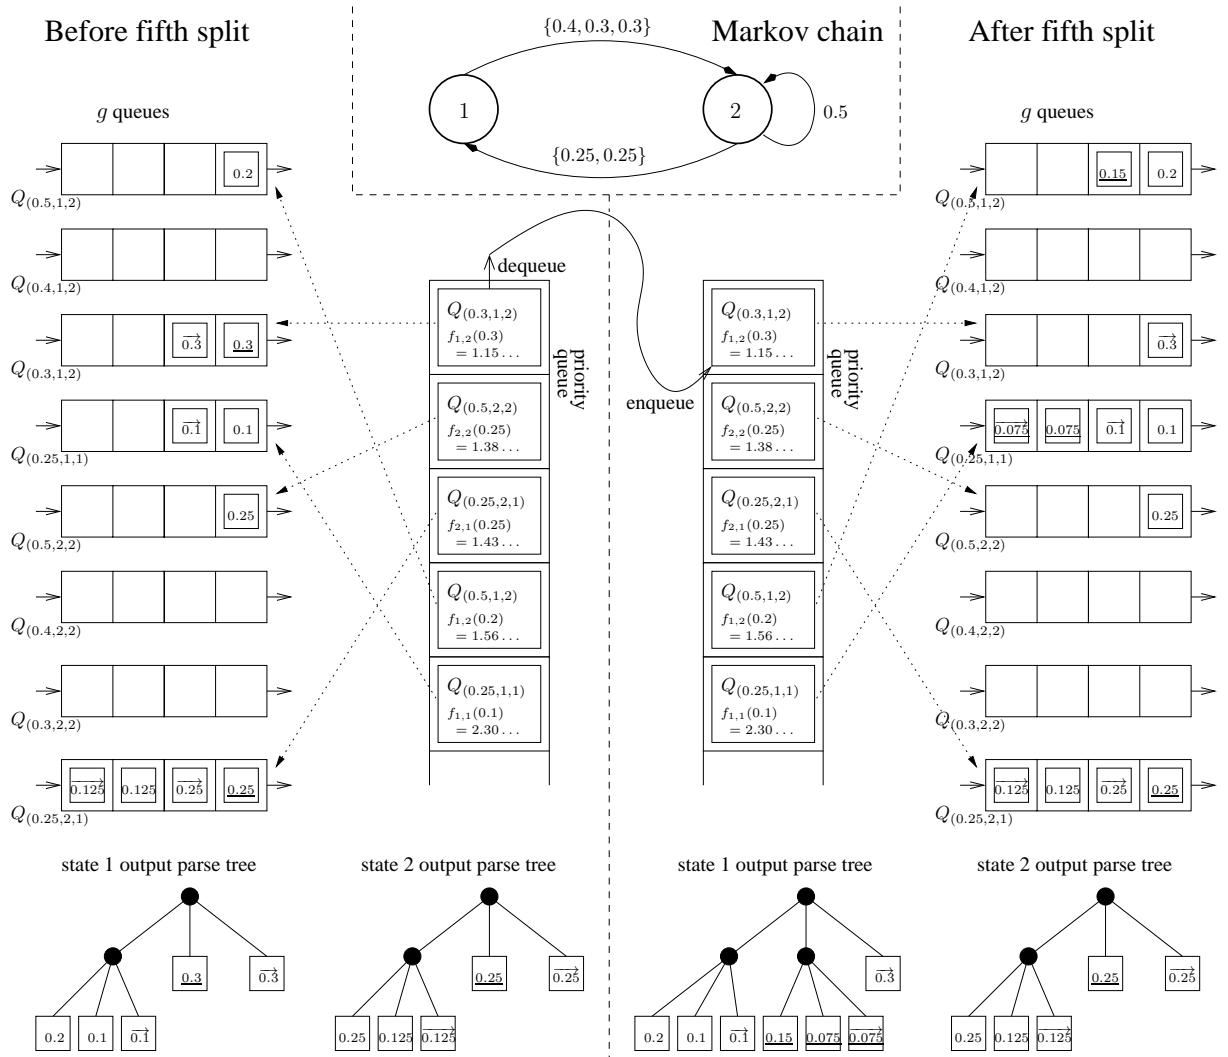 Before fifth split
Markov chain
After fifth split
{0.4, 0.3, 0.3}
1
2
0.5
{0.25, 0.25}
g queues
0.2
Q(0.5,1,2)
Q(0.4,1,2)
0.3 0.3
Q(0.3,1,2)
0.1 0.1
Q(0.25,1,1)
0.25
Q(0.5,2,2)
Q(0.4,2,2)
Q(0.3,2,2)
0.125 0.125 0.25 0.25
Q(0.25,2,1)
dequeue
Q(0.3,1,2)
f1,2(0.3)
= 1.15...
Q(0.5,2,2)
f2,2(0.25)
= 1.38...
Q(0.25,2,1)
f2,1(0.25)
= 1.43...
Q(0.5,1,2)
f1,2(0.2)
= 1.56...
Q(0.25,1,1)
f1,1(0.1)
= 2.30...
priority
queue
enqueue
Q(0.3,1,2)
f1,2(0.3)
= 1.15...
Q(0.5,2,2)
f2,2(0.25)
= 1.38...
Q(0.25,2,1)
f2,1(0.25)
= 1.43...
Q(0.5,1,2)
f1,2(0.2)
= 1.56...
Q(0.25,1,1)
f1,1(0.1)
= 2.30...
priority
queue
g queues
0.15 0.2
Q(0.5,1,2)
Q(0.4,1,2)
0.3
Q(0.3,1,2)
0.075 0.075 0.1 0.1
Q(0.25,1,1)
0.25
Q(0.5,2,2)
Q(0.4,2,2)
Q(0.3,2,2)
0.125 0.125 0.25 0.25
Q(0.25,2,1)
state 1 output parse tree
0.3 0.3
0.2 0.1 0.1
state 2 output parse tree
0.25 0.25
0.25 0.125 0.125
state 1 output parse tree
0.3
0.2 0.1 0.1 0.15 0.075 0.075
state 2 output parse tree
0.25 0.25
0.25 0.125 0.125